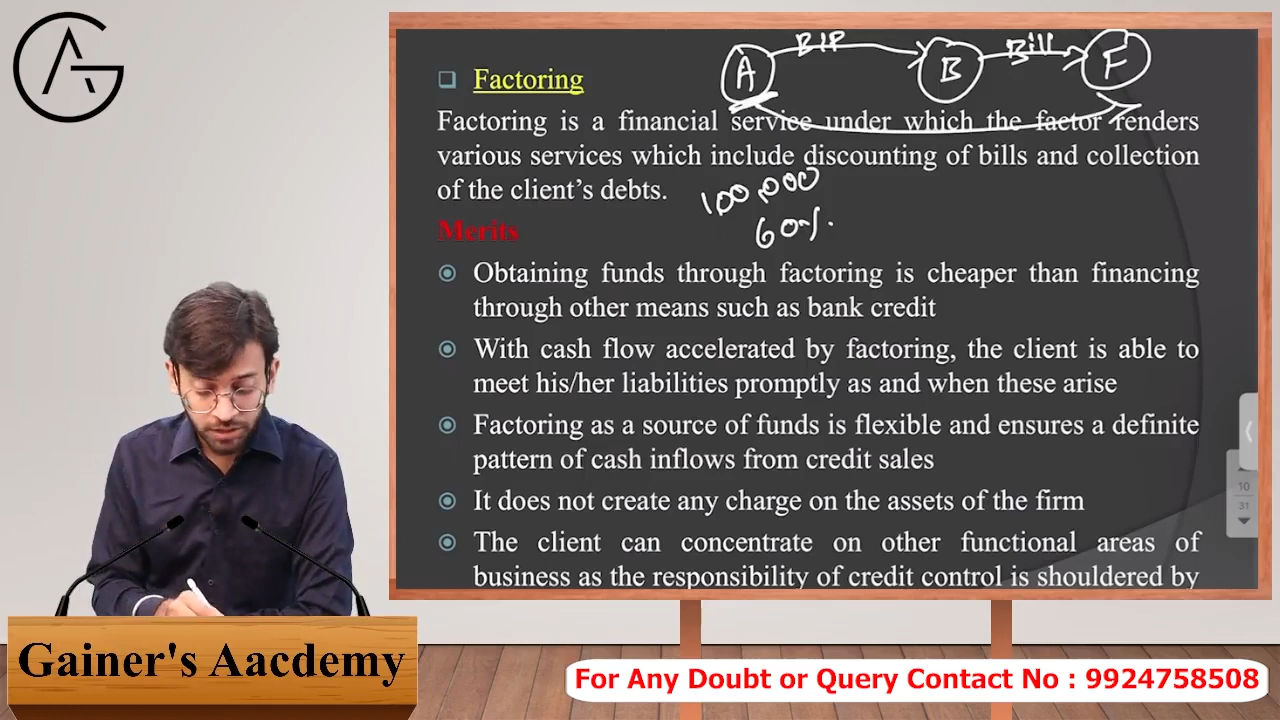 AG
A
BIP
B
Bill
F
Factoring
Factoring is a financial service under which the factor renders
various services which include discounting of bills and collection
of the client's debts.
100,000
60%.
Merits
Obtaining funds through factoring is cheaper than financing
through other means such as bank credit
With cash flow accelerated by factoring, the client is able to
meet his/her liabilities promptly as and when these arise
Factoring as a source of funds is flexible and ensures a definite
pattern of cash inflows from credit sales
It does not create any charge on the assets of the firm
The client can concentrate on other functional areas of
business as the responsibility of credit control is shouldered by
10
31
Gainer's Aacdemy
For Any Doubt or Query Contact No : 9924758508